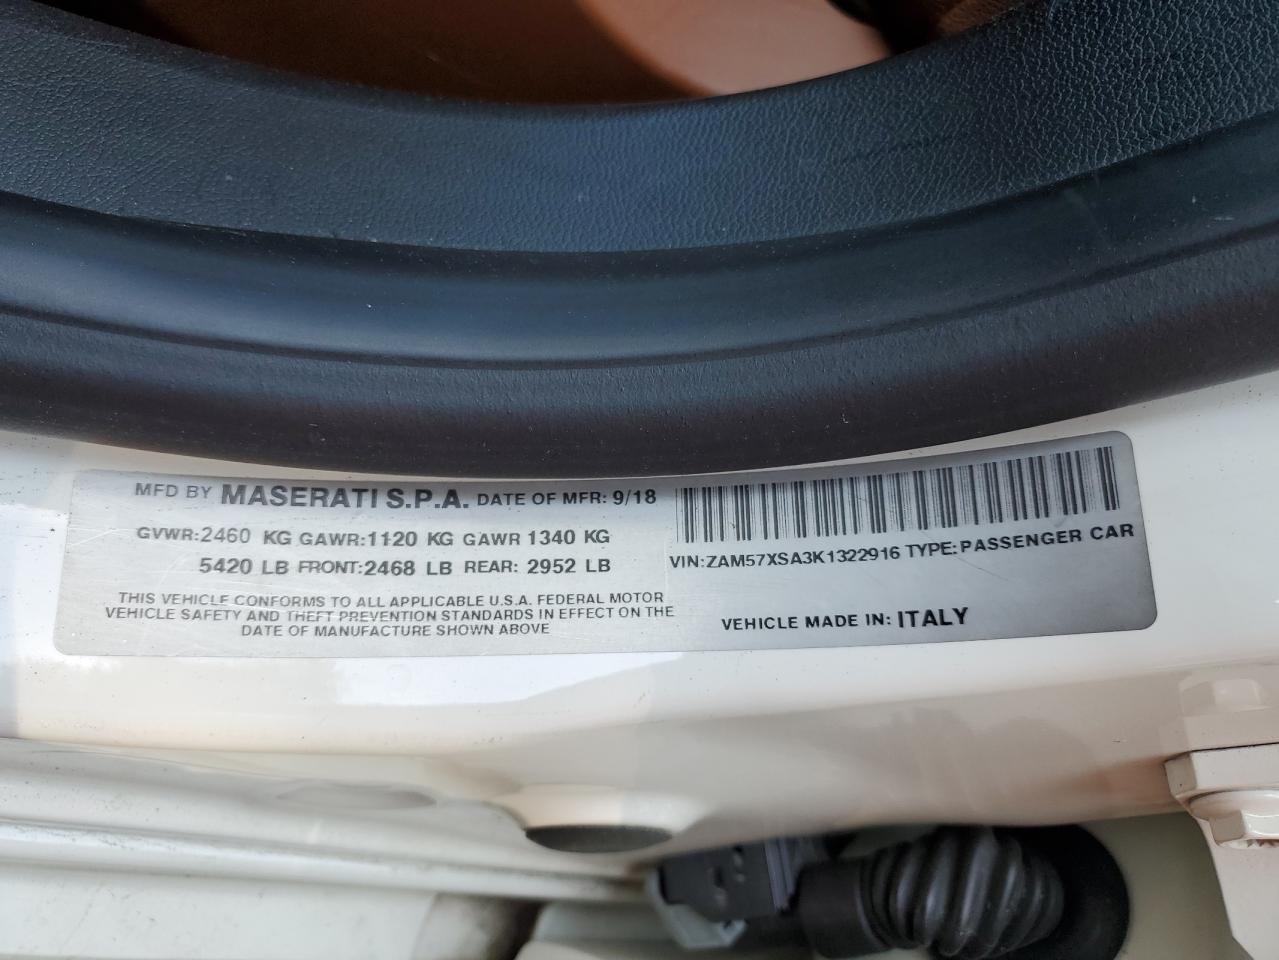 MFD BY MASERATI S.P.A. DATE OF MFR: 9/18
GVWR:2460 KG GAWR:1120 KG GAWR 1340 KG
5420 LB FRONT:2468 LB REAR: 2952 LB
THIS VEHICLE CONFORMS TO ALL APPLICABLE U.S.A. FEDERAL MOTOR
VEHICLE SAFETY AND THEFT PREVENTION STANDARDS IN EFFECT ON THE
DATE OF MANUFACTURE SHOWN ABOVE
VIN:ZAM57XSA3K1322916 TYPE:PASSENGER CAR
VEHICLE MADE IN: ITALY